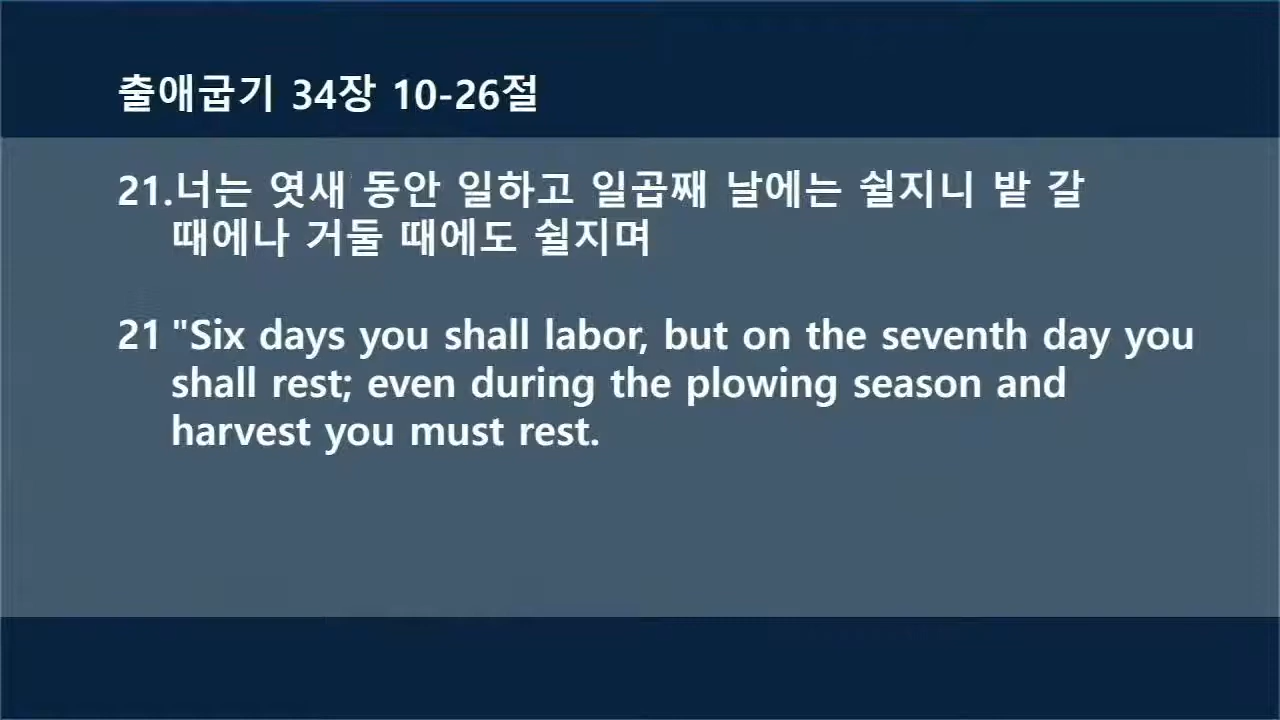 출애굽기 34장 10-26절
21.너는 엿새 동안 일하고 일곱째 날에는 쉴지니 밭 갈
때에나 거둘 때에도 쉴지며
21 "Six days you shall labor, but on the seventh day you
shall rest; even during the plowing season and
harvest you must rest.